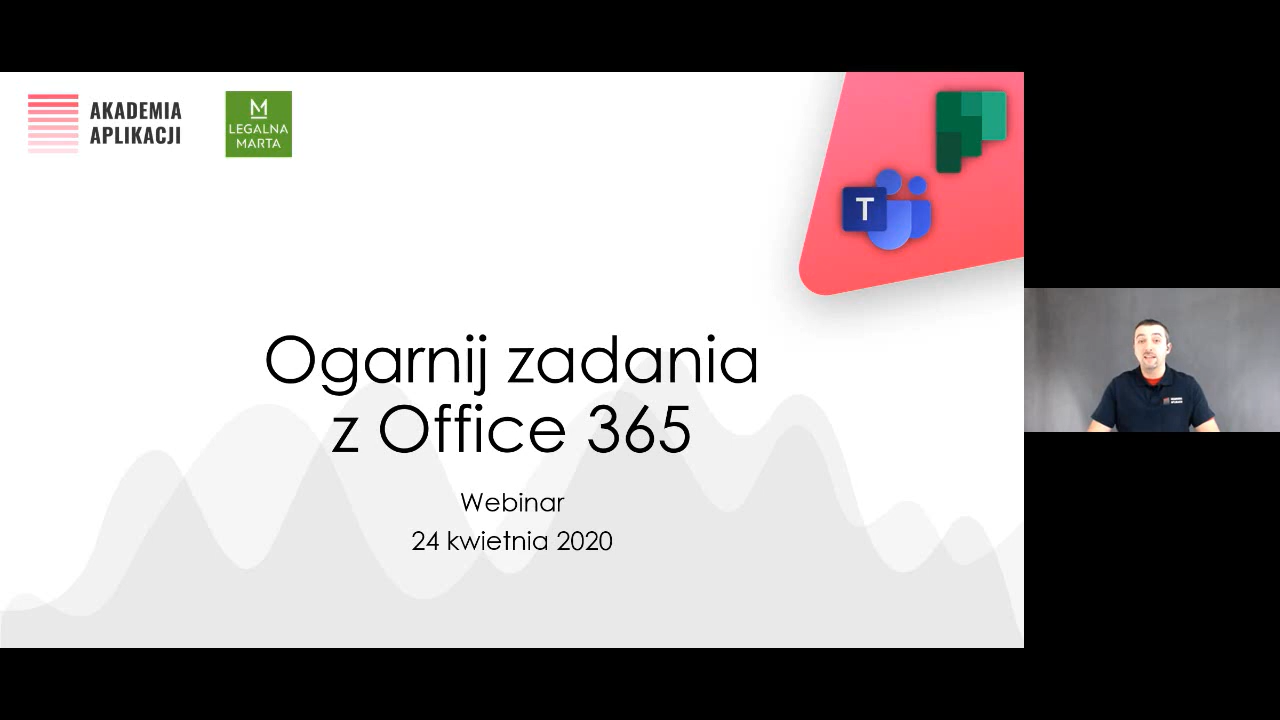 AKADEMIA
APLIKACJI
M
LEGALNA
MARTA
T
Ogarnij zadania
z Office 365
Webinar
24 kwietnia 2020